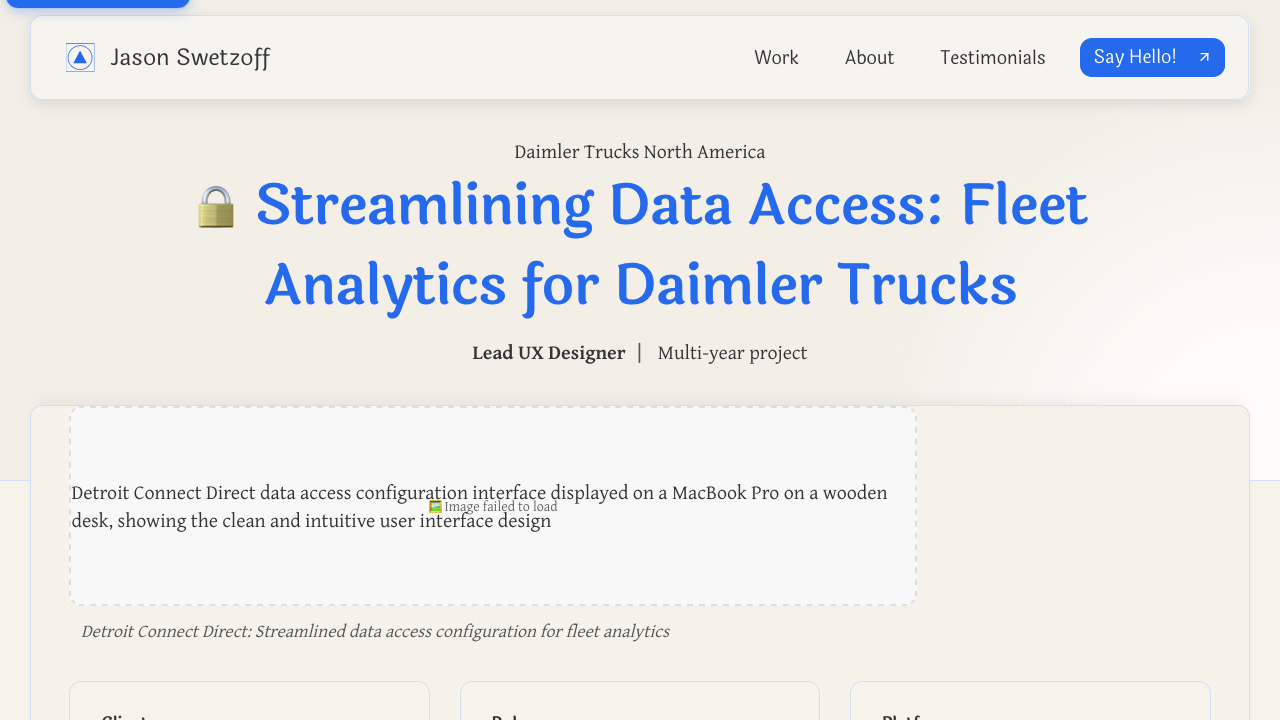 Jason Swetzoff
Work
About
Testimonials
Say Hello!
Daimler Trucks North America
🔒 Streamlining Data Access: Fleet
Analytics for Daimler Trucks
Lead UX Designer | Multi-year project
Detroit Connect Direct data access configuration interface displayed on a MacBook Pro on a wooden
🖼️ Image failed to load
desk, showing the clean and intuitive user interface design
Detroit Connect Direct: Streamlined data access configuration for fleet analytics